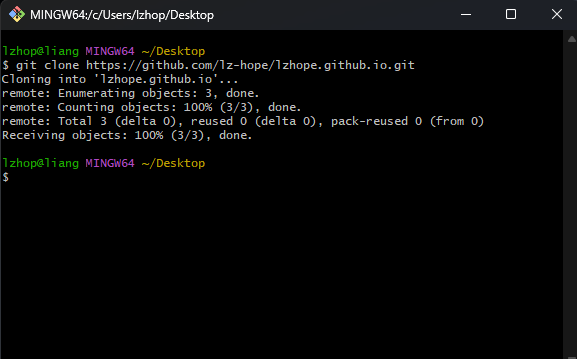 MINGW64:/c/Users/lzhop/Desktop
lzhop@liang MINGW64 ~/Desktop
$ git clone https://github.com/lz-hope/lzhope.github.io.git
Cloning into 'lzhope.github.io'...
remote: Enumerating objects: 3, done.
remote: Counting objects: 100% (3/3), done.
remote: Total 3 (delta 0), reused 0 (delta 0), pack-reused 0 (from 0)
Receiving objects: 100% (3/3), done.
lzhop@liang MINGW64 ~/Desktop
$